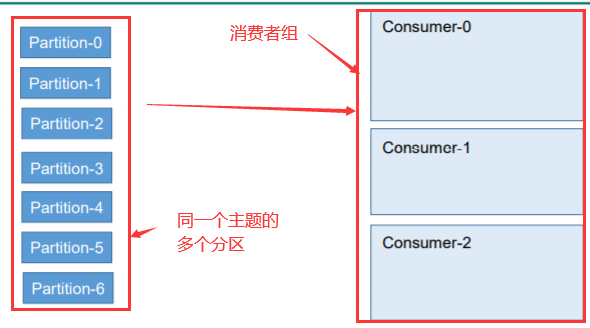 Partition-0
Partition-1
Partition-2
Partition-3
Partition-4
Partition-5
Partition-6
同一个主题的
多个分区
消费者组
Consumer-0
Consumer-1
Consumer-2